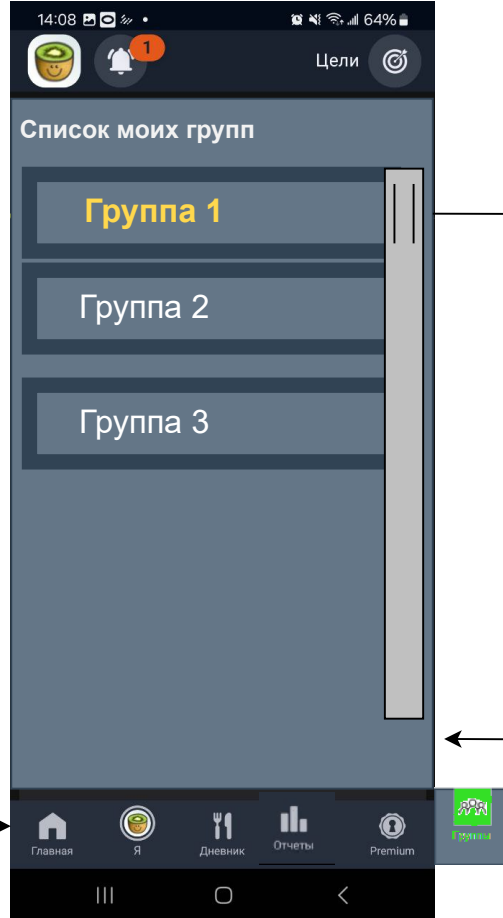 14:08
64%
1
Цели
Список моих групп
Группа 1
Группа 2
Группа 3
Главная
Я
Дневник
Отчеты
Premium
Группы